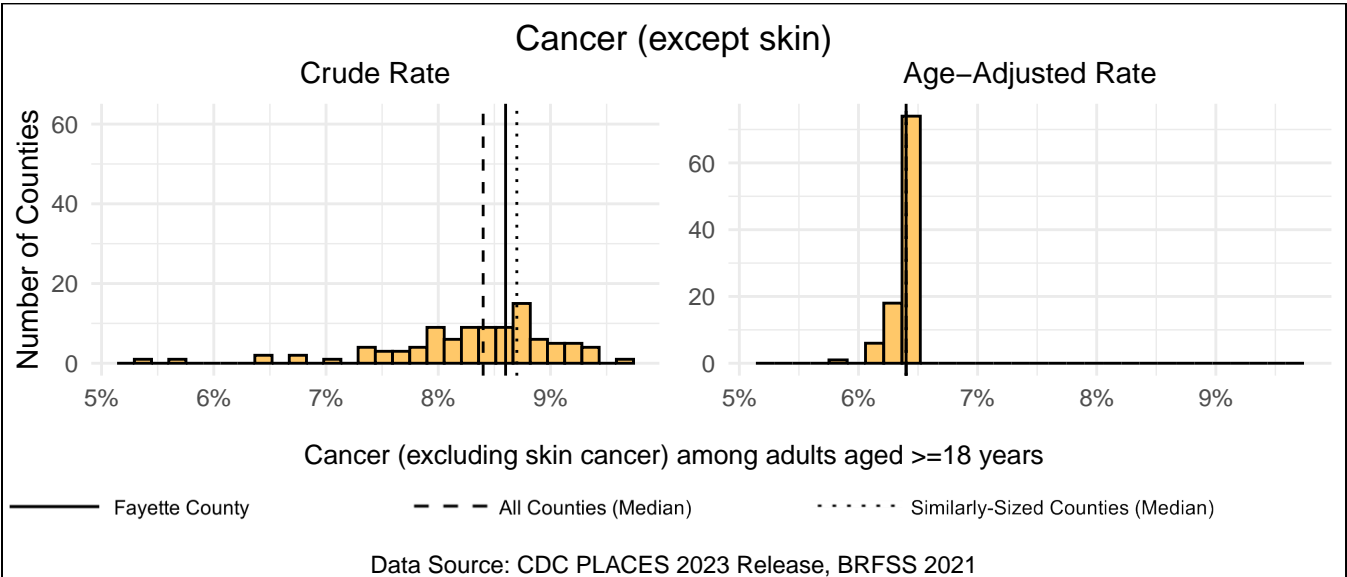 Cancer (except skin)
Crude Rate
Age−Adjusted Rate
Number of Counties
60
40
20
0
5%
6%
7%
8%
9%
60
40
20
0
5%
6%
7%
8%
9%
Cancer (excluding skin cancer) among adults aged >=18 years
Fayette County
All Counties (Median)
Similarly-Sized Counties (Median)
Data Source: CDC PLACES 2023 Release, BRFSS 2021